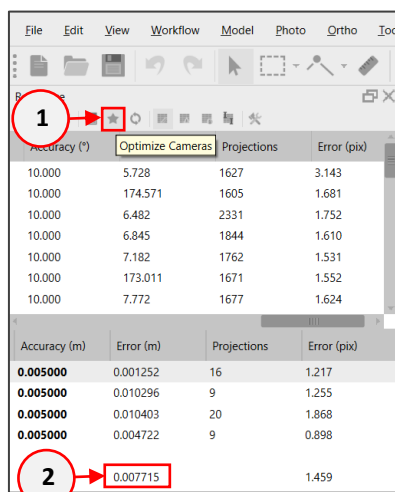 File Edit View Workflow Model Photo Ortho
1
Optimize Cameras
Accuracy (°) Projections Error (pix)
10.000 5.728 1627 3.143
10.000 174.571 1605 1.681
10.000 6.482 2331 1.752
10.000 6.845 1844 1.610
10.000 7.182 1762 1.531
10.000 173.011 1671 1.552
10.000 7.772 1677 1.624
Accuracy (m) Error (m) Projections Error (pix)
0.005000 0.001252 16 1.217
0.005000 0.010296 9 1.255
0.005000 0.010403 20 1.868
0.005000 0.004722 9 0.898
2 0.007715 1.459